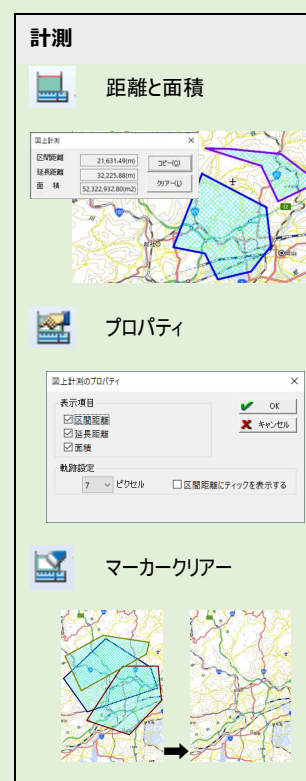 計測
距離と面積
図上計測
区間距離 21,631.49(m) コピー(C)
延長距離 32,225.88(m)
面 積 52,322,932.80(m2) クリアー(L)
プロパティ
図上計測のプロパティ
表示項目
区間距離
延長距離
面積
OK
キャンセル
軌跡設定
7 ピクセル 区間距離にティックを表示する
マーカークリアー